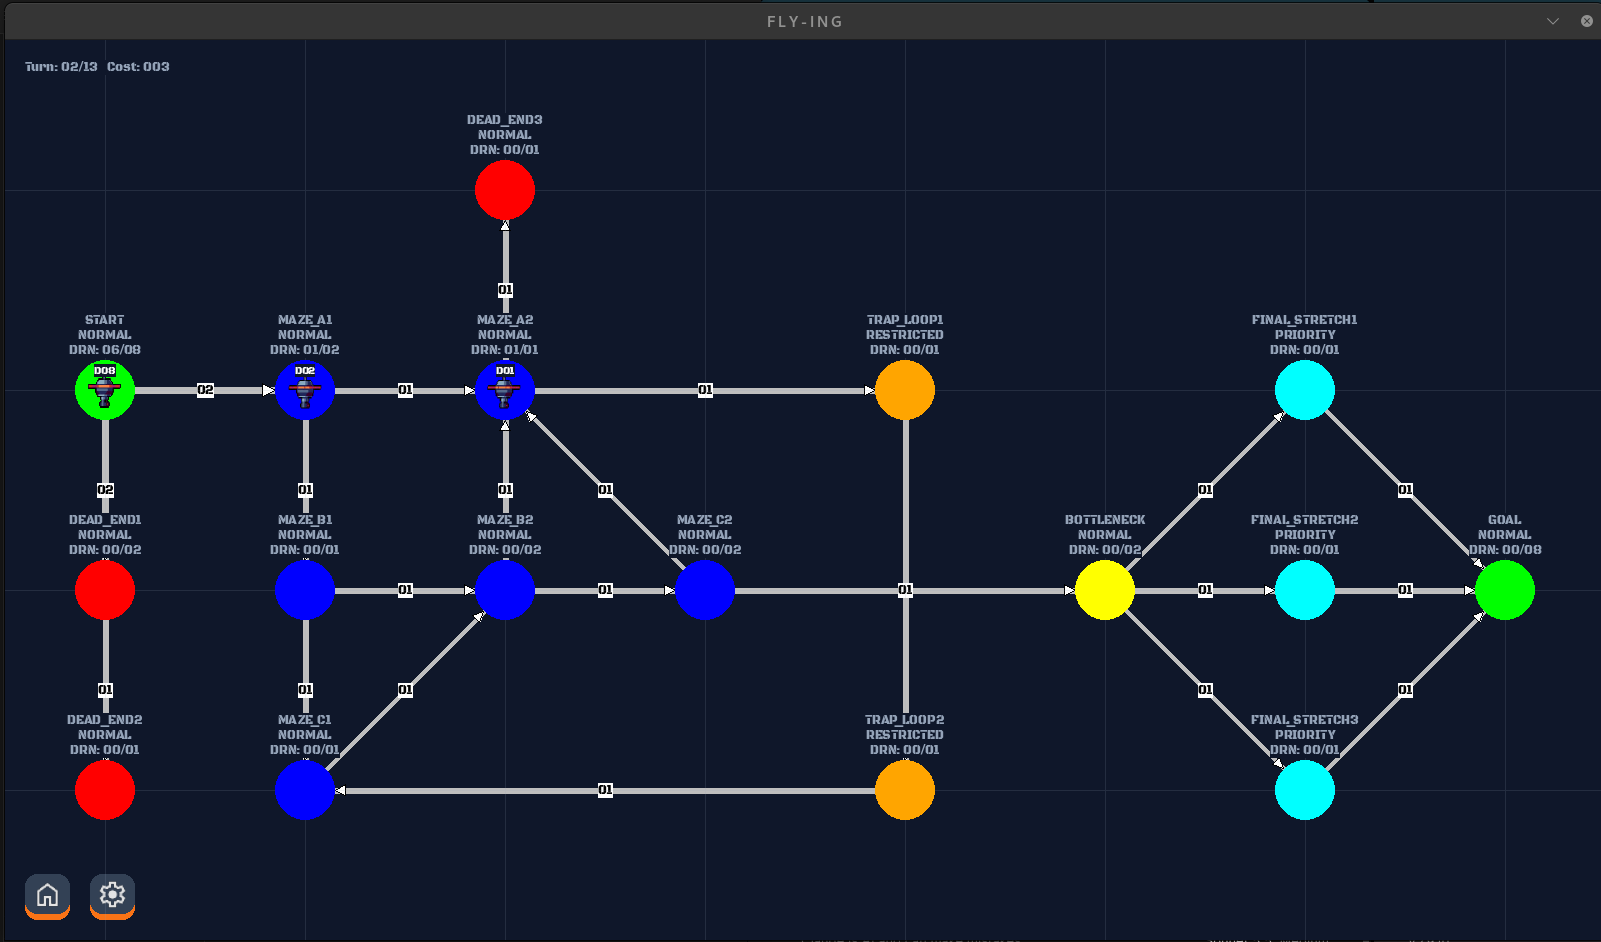 FLY-ING
Turn: 02/13 Cost: 003
DEAD_END3
NORMAL
DRN: 00/01
01
START
NORMAL
DRN: 06/08
D08
02
MAZE_A1
NORMAL
DRN: 01/02
D02
01
MAZE_A2
NORMAL
DRN: 01/01
D01
01
TRAP_LOOP1
RESTRICTED
DRN: 00/01
FINAL_STRETCH1
PRIORITY
DRN: 00/01
02
01
01
01
01
01
DEAD_END1
NORMAL
DRN: 00/02
MAZE_B1
NORMAL
DRN: 00/01
01
MAZE_B2
NORMAL
DRN: 00/02
01
MAZE_C2
NORMAL
DRN: 00/02
01
BOTTLENECK
NORMAL
DRN: 00/02
01
FINAL_STRETCH2
PRIORITY
DRN: 00/01
01
GOAL
NORMAL
DRN: 00/08
01
01
01
01
01
DEAD_END2
NORMAL
DRN: 00/01
MAZE_C1
NORMAL
DRN: 00/01
01
TRAP_LOOP2
RESTRICTED
DRN: 00/01
FINAL_STRETCH3
PRIORITY
DRN: 00/01